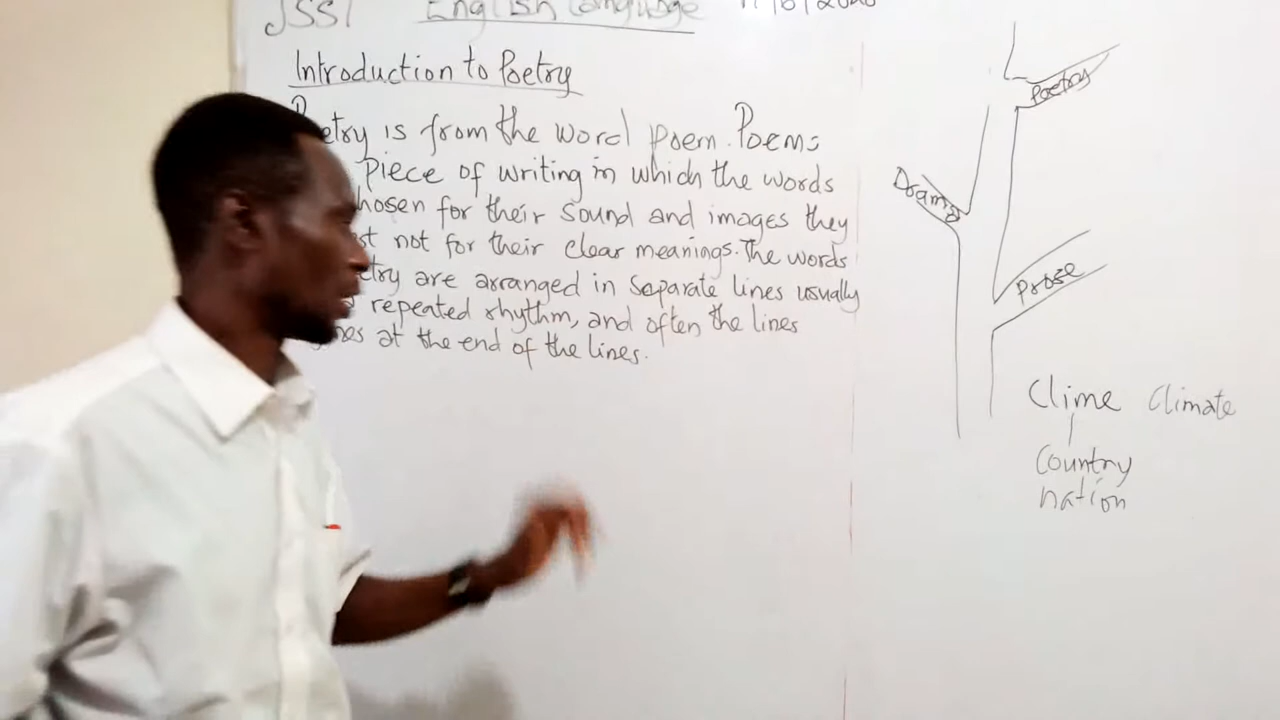 JSS1 English Language
Introduction to Poetry
Poetry is from the word poem. Poems
piece of writing in which the words
hosen for their sound and images they
st not for their clear meanings. The words
etry are arranged in separate lines usually
repeated rhythm, and often the lines
mes at the end of the lines.
Poetry
Drama
Prose
Clime Climate
Country
nation